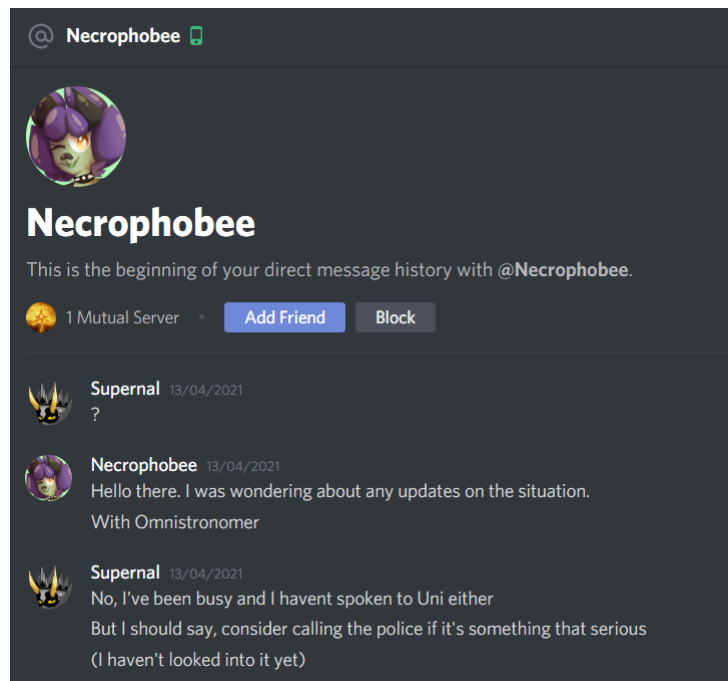 Necrophobee
Necrophobee
This is the beginning of your direct message history with @Necrophobee.
1 Mutual Server • Add Friend Block
Supernal 13/04/2021
?
Necrophobee 13/04/2021
Hello there. I was wondering about any updates on the situation.
With Omnistronomer
Supernal 13/04/2021
No, I've been busy and I havent spoken to Uni either
But I should say, consider calling the police if it's something that serious
(I haven't looked into it yet)